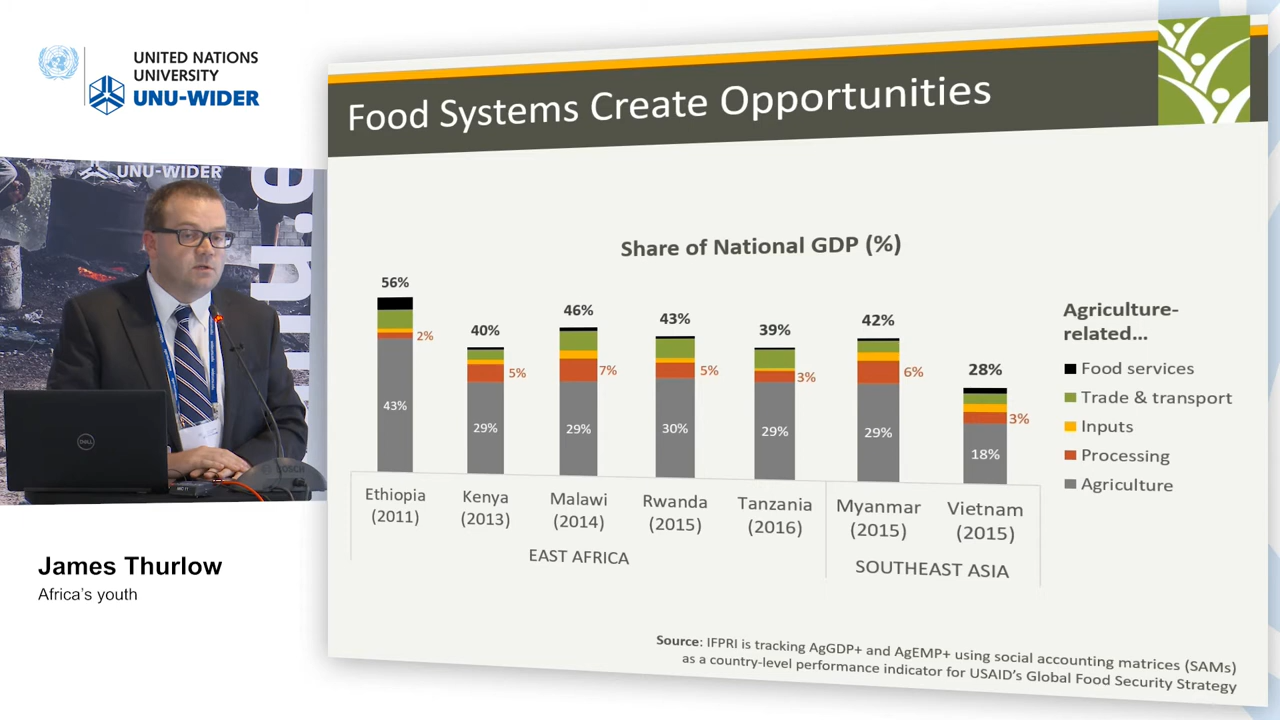 UNITED NATIONS
UNIVERSITY
UNU-WIDER
UNU-WIDER
DELL
BOSCH
James Thurlow
Africa's youth
Food Systems Create Opportunities
Share of National GDP (%)
56%
2%
43%
40%
5%
29%
46%
7%
29%
43%
5%
30%
39%
3%
29%
42%
6%
29%
28%
3%
18%
Ethiopia
(2011)
Kenya
(2013)
Malawi
(2014)
Rwanda
(2015)
Tanzania
(2016)
Myanmar
(2015)
Vietnam
(2015)
EAST AFRICA
SOUTHEAST ASIA
Agriculture-
related...
Food services
Trade & transport
Inputs
Processing
Agriculture
Source: IFPRI is tracking AgGDP+ and AgEMP+ using social accounting matrices (SAMs)
as a country-level performance indicator for USAID's Global Food Security Strategy